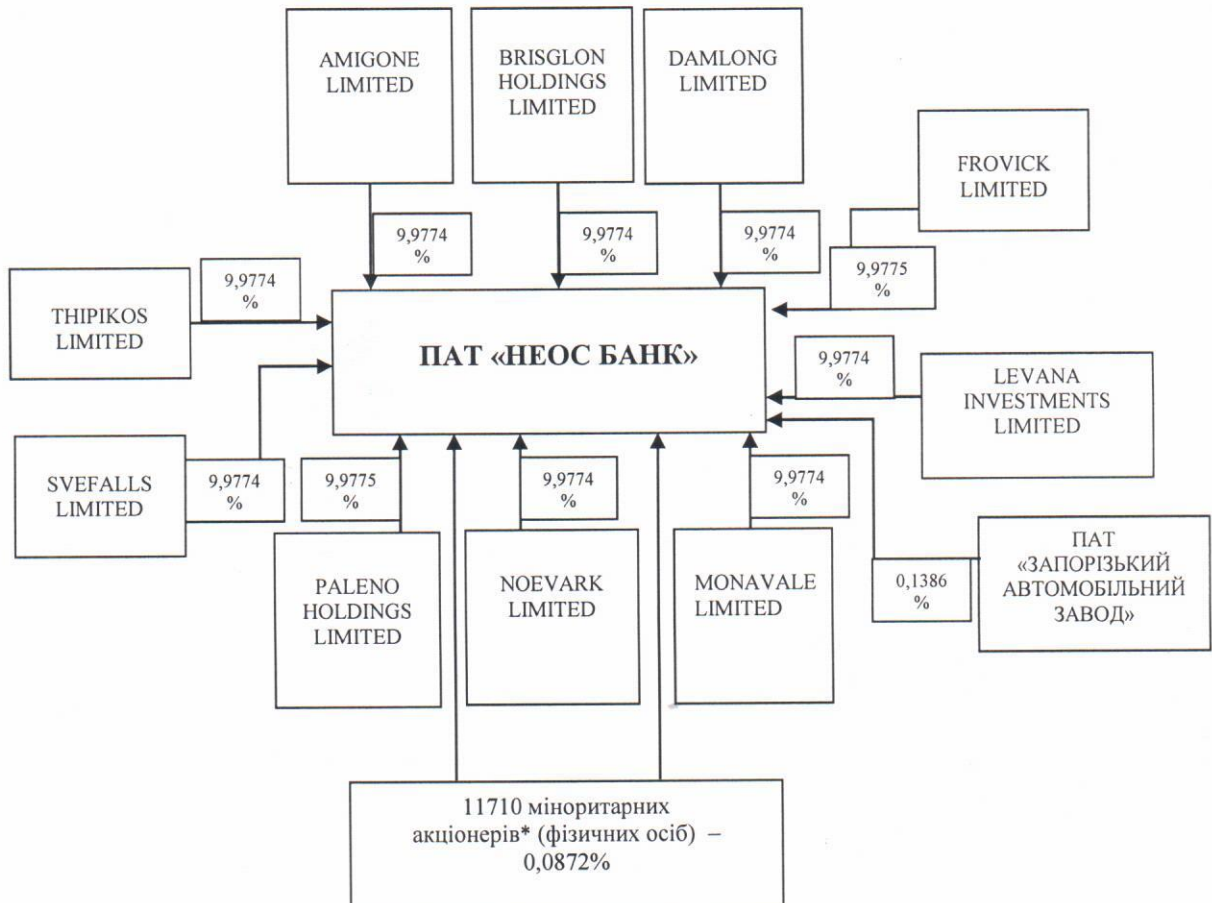 AMIGONE
LIMITED
BRISGLON
HOLDINGS
LIMITED
DAMLONG
LIMITED
FROVICK
LIMITED
9,9774
%
9,9774
%
9,9774
%
9,9775
%
THIPIKOS
LIMITED
9,9774
%
ПАТ «НЕОС БАНК»
9,9774
%
LEVANA
INVESTMENTS
LIMITED
SVEFALLS
LIMITED
9,9774
%
9,9775
%
9,9774
%
9,9774
%
PALENO
HOLDINGS
LIMITED
NOEVARK
LIMITED
MONAVALE
LIMITED
0,1386
%
ПАТ
«ЗАПОРІЗЬКИЙ
АВТОМОБІЛЬНИЙ
ЗАВОД»
11710 міноритарних
акціонерів* (фізичних осіб) –
0,0872%